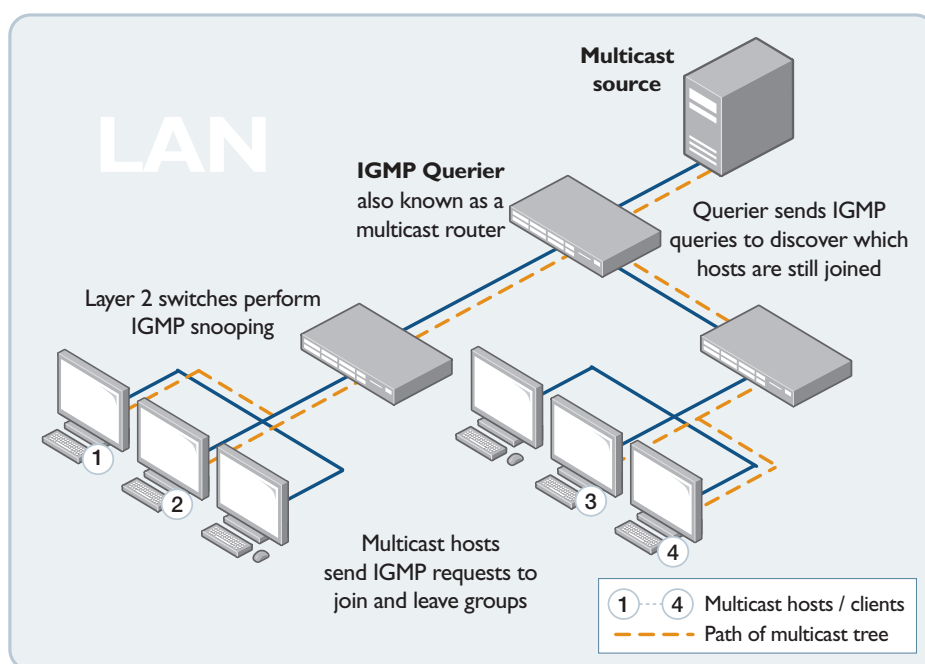 LAN
Multicast
source
IGMP Querier
also known as a
multicast router
Querier sends IGMP
queries to discover which
hosts are still joined
Layer 2 switches perform
IGMP snooping
1
2
3
4
Multicast hosts
send IGMP requests to
join and leave groups
1 4 Multicast hosts / clients
Path of multicast tree